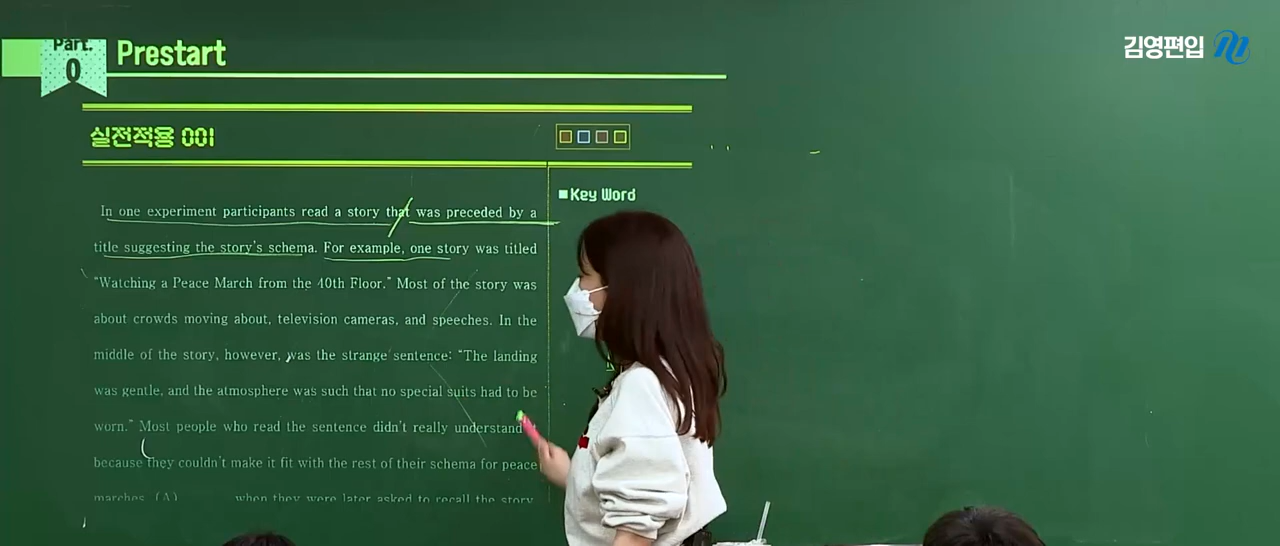 김영편입
Part.
0
Prestart
실전적용 001
■Key Word
In one experiment participants read a story that was preceded by a
title suggesting the story's schema. For example, one story was titled
"Watching a Peace March from the 40th Floor." Most of the story was
about crowds moving about, television cameras, and speeches. In the
middle of the story, however, was the strange sentence: "The landing
was gentle, and the atmosphere was such that no special suits had to be
worn." Most people who read the sentence didn't really understand
because they couldn't make it fit with the rest of their schema for peace
marches. (A) when they were later asked to recall the story,